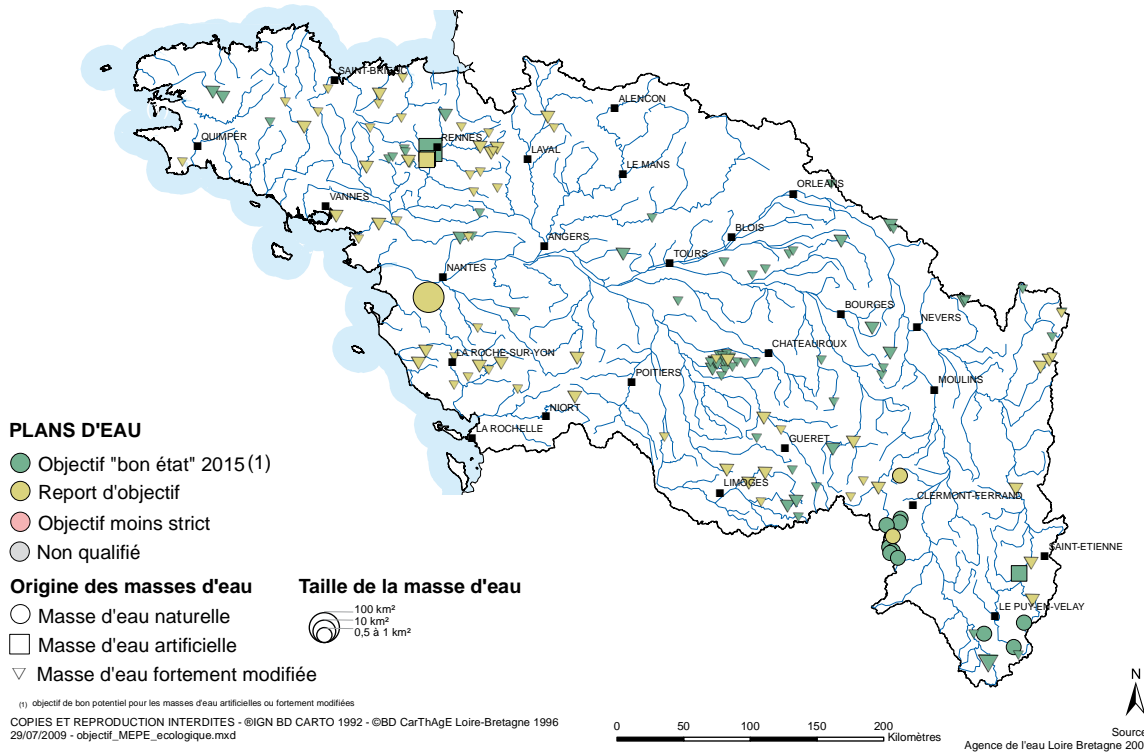 SAINT-BRIEUC
ALENCON
QUIMPER
RENNES
LAVAL
LE MANS
ORLEANS
VANNES
BLOIS
ANGERS
TOURS
NANTES
BOURGES
NEVERS
LA ROCHE-SUR-YON
CHATEAUROUX
POITIERS
MOULINS
NIORT
LA ROCHELLE
GUERET
LIMOGES
CLERMONT-FERRAND
SAINT-ETIENNE
LE PUY-EN-VELAY
PLANS D'EAU
Objectif "bon état" 2015 (1)
Report d'objectif
Objectif moins strict
Non qualifié
Origine des masses d'eau
Masse d'eau naturelle
Masse d'eau artificielle
Masse d'eau fortement modifiée
Taille de la masse d'eau
100 km²
10 km²
0,5 à 1 km²
(1) objectif de bon potentiel pour les masses d'eau artificielles ou fortement modifiées
COPIES ET REPRODUCTION INTERDITES - ®IGN BD CARTO 1992 - ©BD CarThAgE Loire-Bretagne 1996
29/07/2009 - objectif_MEPE_ecologique.mxd
0 50 100 150 200
Kilomètres
N
Source
Agence de l'eau Loire Bretagne 200